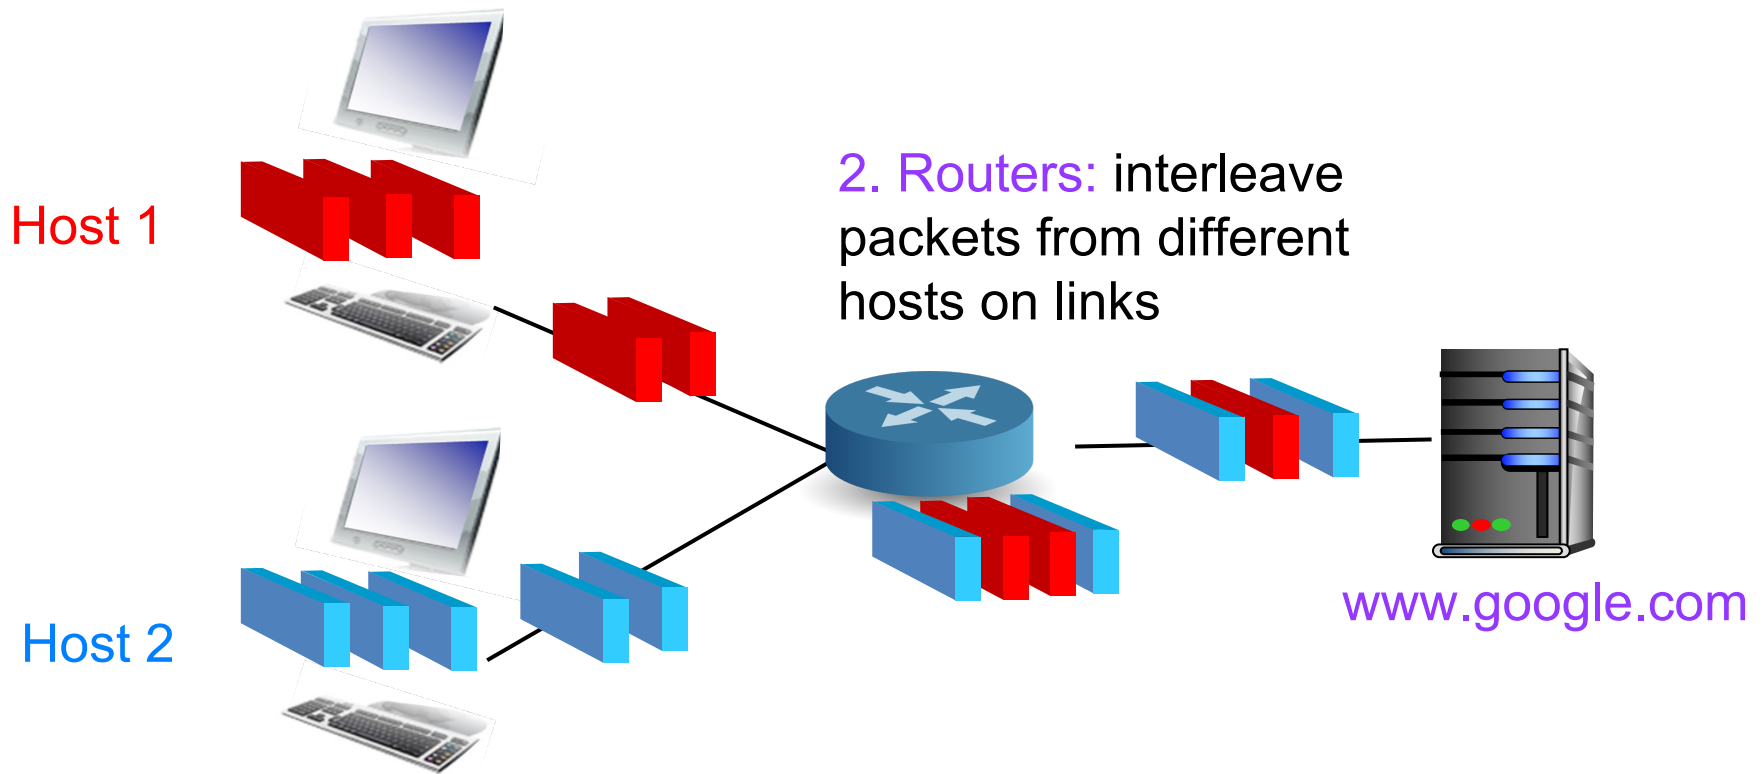 Host 1
2. Routers: interleave
packets from different
hosts on links
Host 2
www.google.com